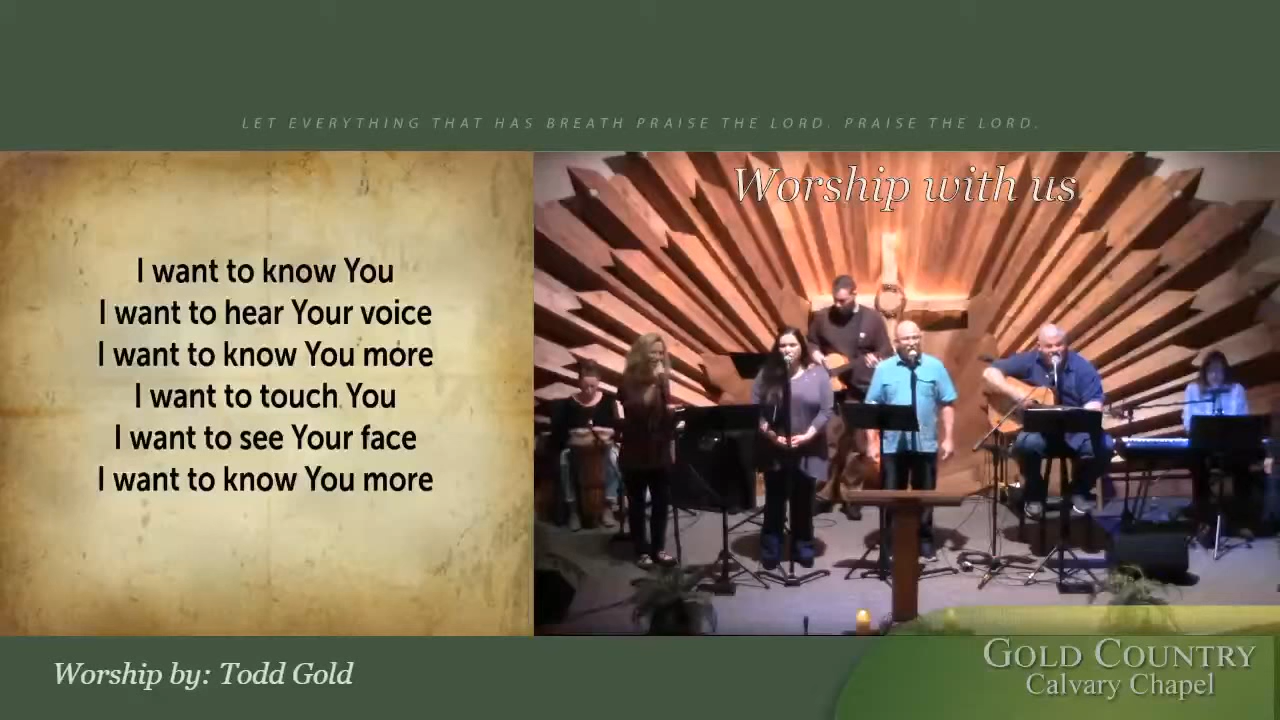 LET EVERYTHING THAT HAS BREATH PRAISE THE LORD. PRAISE THE LORD.
Worship with us
I want to know You
I want to hear Your voice
I want to know You more
I want to touch You
I want to see Your face
I want to know You more
Worship by: Todd Gold
GOLD COUNTRY
Calvary Chapel